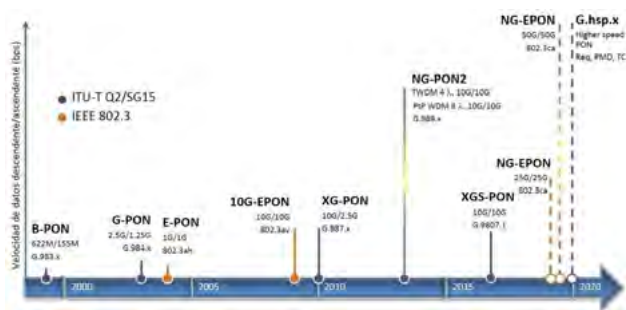 Velocidad de datos descendente/ascendente (bps)
ITU-T Q2/SG15
IEEE 802.3
B-PON
622M/155M
G.983.x
G-PON
2.5G/1.25G
G.984.x
E-PON
1G/1G
802.3ah
10G-EPON
10G/10G
802.3av
XG-PON
10G/2.5G
G.987.x
NG-PON2
TWDM 4 λ.. 10G/10G
PtP WDM 8 λ..10G/10G
G.989.x
XGS-PON
10G/10G
G.9807.1
NG-EPON
25G/25G
802.3ca
NG-EPON
50G/50G
802.3ca
G.hsp.x
Higher speed
PON
Req, PMD, TC
2000
2005
2010
2015
2020